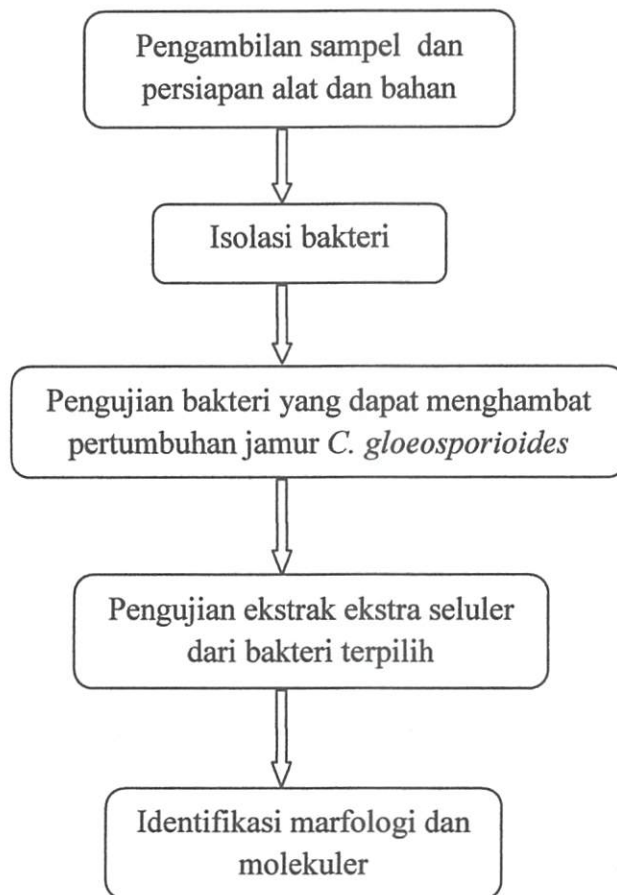 Pengambilan sampel dan
persiapan alat dan bahan
Isolasi bakteri
Pengujian bakteri yang dapat menghambat
pertumbuhan jamur C. gloeosporioides
Pengujian ekstrak ekstra seluler
dari bakteri terpilih
Identifikasi marfologi dan
molekuler